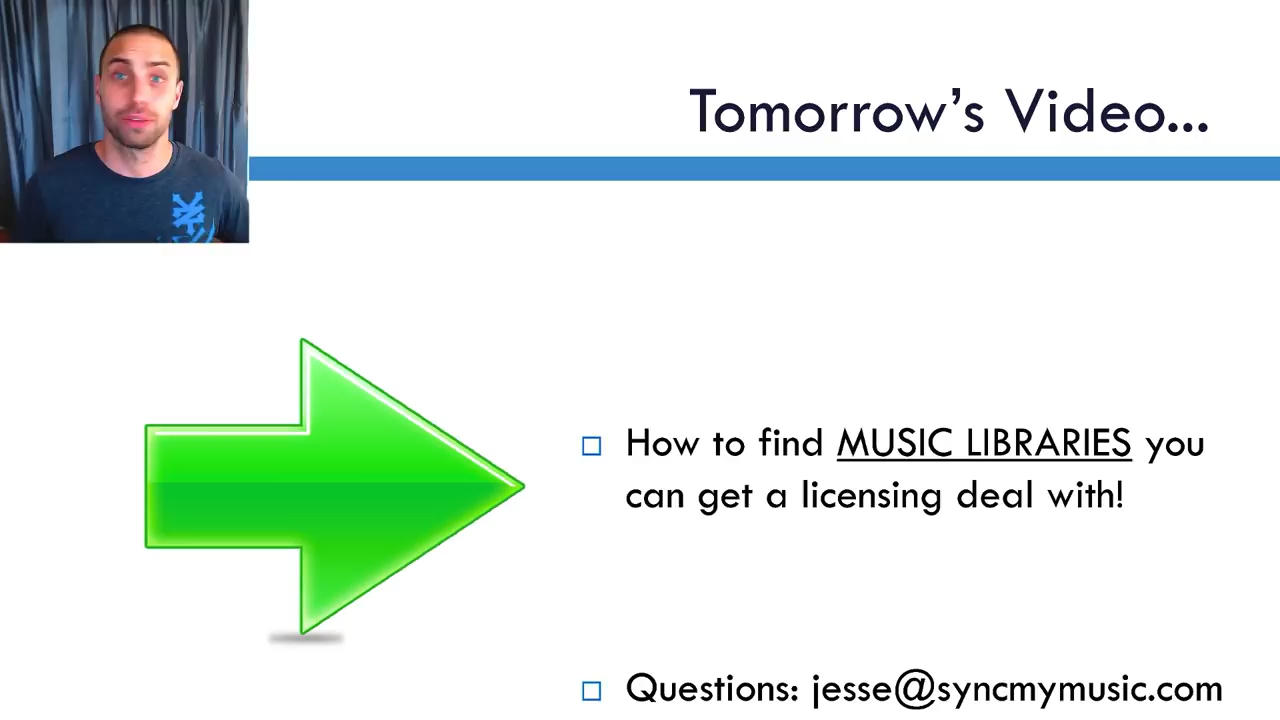 Tomorrow’s Video...
How to find MUSIC LIBRARIES you
can get a licensing deal with!
Questions: jesse@syncmymusic.com